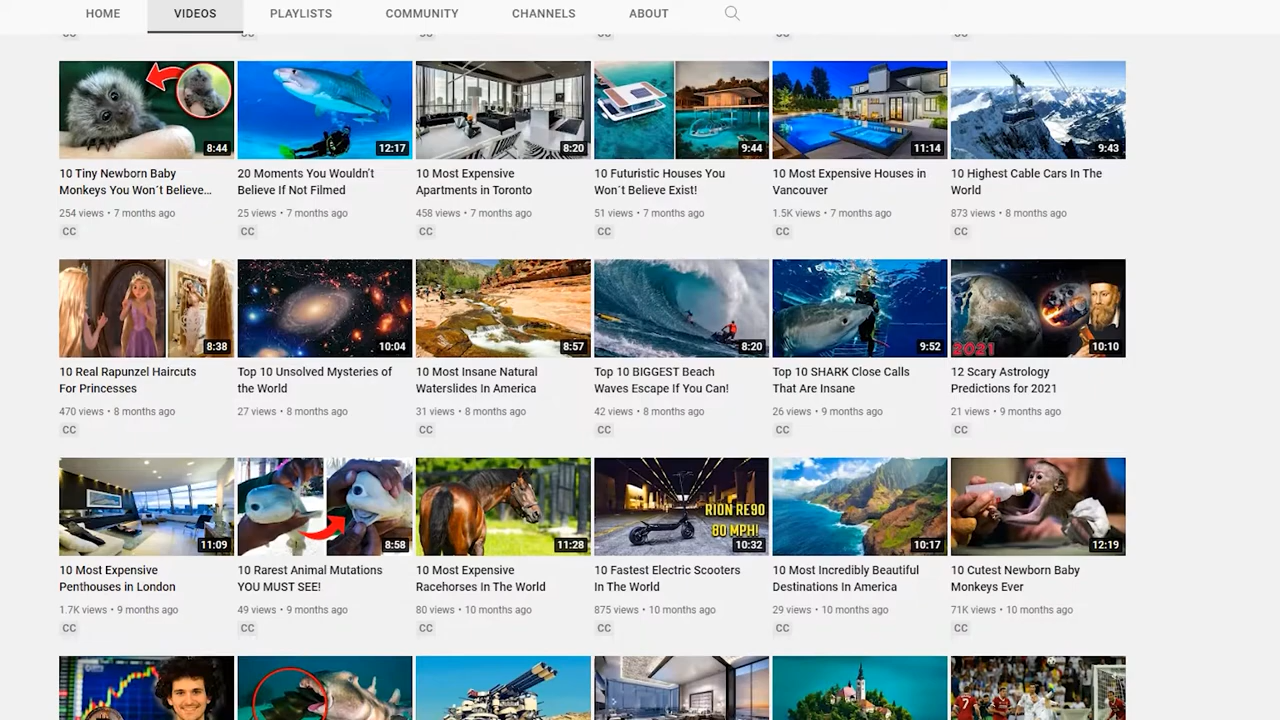 HOME VIDEOS PLAYLISTS COMMUNITY CHANNELS ABOUT
8:44 12:17 8:20 9:44 11:14 9:43
10 Tiny Newborn Baby
Monkeys You Won´t Believe...
254 views • 7 months ago
CC
20 Moments You Wouldn't
Believe If Not Filmed
25 views • 7 months ago
CC
10 Most Expensive
Apartments in Toronto
458 views • 7 months ago
CC
10 Futuristic Houses You
Won´t Believe Exist!
51 views • 7 months ago
CC
10 Most Expensive Houses in
Vancouver
1.5K views • 7 months ago
CC
10 Highest Cable Cars In The
World
873 views • 8 months ago
CC
8:38 10:04 8:57 8:20 9:52 2021 10:10
10 Real Rapunzel Haircuts
For Princesses
470 views • 8 months ago
CC
Top 10 Unsolved Mysteries of
the World
27 views • 8 months ago
10 Most Insane Natural
Waterslides In America
31 views • 8 months ago
CC
Top 10 BIGGEST Beach
Waves Escape If You Can!
42 views • 8 months ago
CC
Top 10 SHARK Close Calls
That Are Insane
26 views • 9 months ago
CC
12 Scary Astrology
Predictions for 2021
21 views • 9 months ago
CC
RION RE90
80 MPH!
11:09 8:58 11:28 10:32 10:17 12:19
10 Most Expensive
Penthouses in London
1.7K views • 9 months ago
CC
10 Rarest Animal Mutations
YOU MUST SEE!
49 views • 9 months ago
CC
10 Most Expensive
Racehorses In The World
80 views • 10 months ago
CC
10 Fastest Electric Scooters
In The World
875 views • 10 months ago
CC
10 Most Incredibly Beautiful
Destinations In America
29 views • 10 months ago
CC
10 Cutest Newborn Baby
Monkeys Ever
71K views • 10 months ago
CC